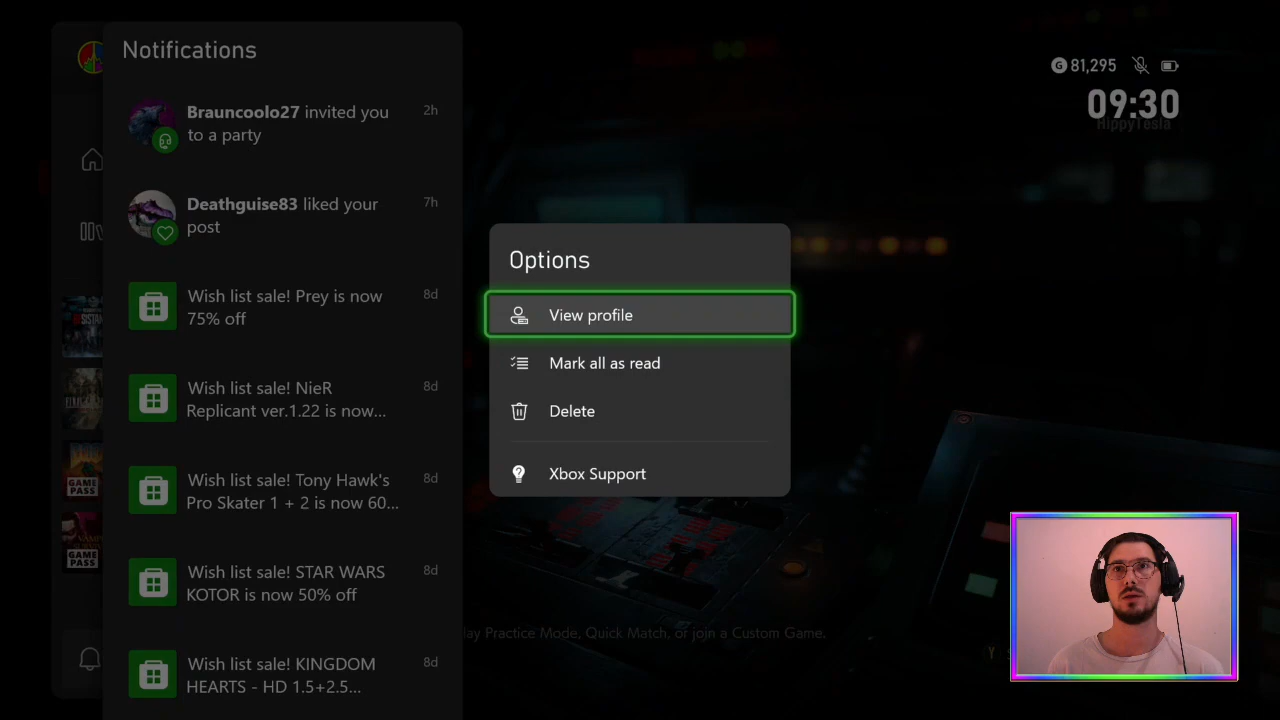 Notifications
Brauncoolo27 invited you
to a party
2h
Deathguise83 liked your
post
7h
Wish list sale! Prey is now
75% off
8d
Wish list sale! NieR
Replicant ver.1.22 is now...
8d
Wish list sale! Tony Hawk's
Pro Skater 1 + 2 is now 60...
8d
Wish list sale! STAR WARS
KOTOR is now 50% off
8d
Wish list sale! KINGDOM
HEARTS - HD 1.5+2.5...
8d
GAME
PASS
GAME
PASS
Options
View profile
Mark all as read
Delete
Xbox Support
G 81,295
09:30
HippyTesla
lay Practice Mode, Quick Match, or join a Custom Game.
Y